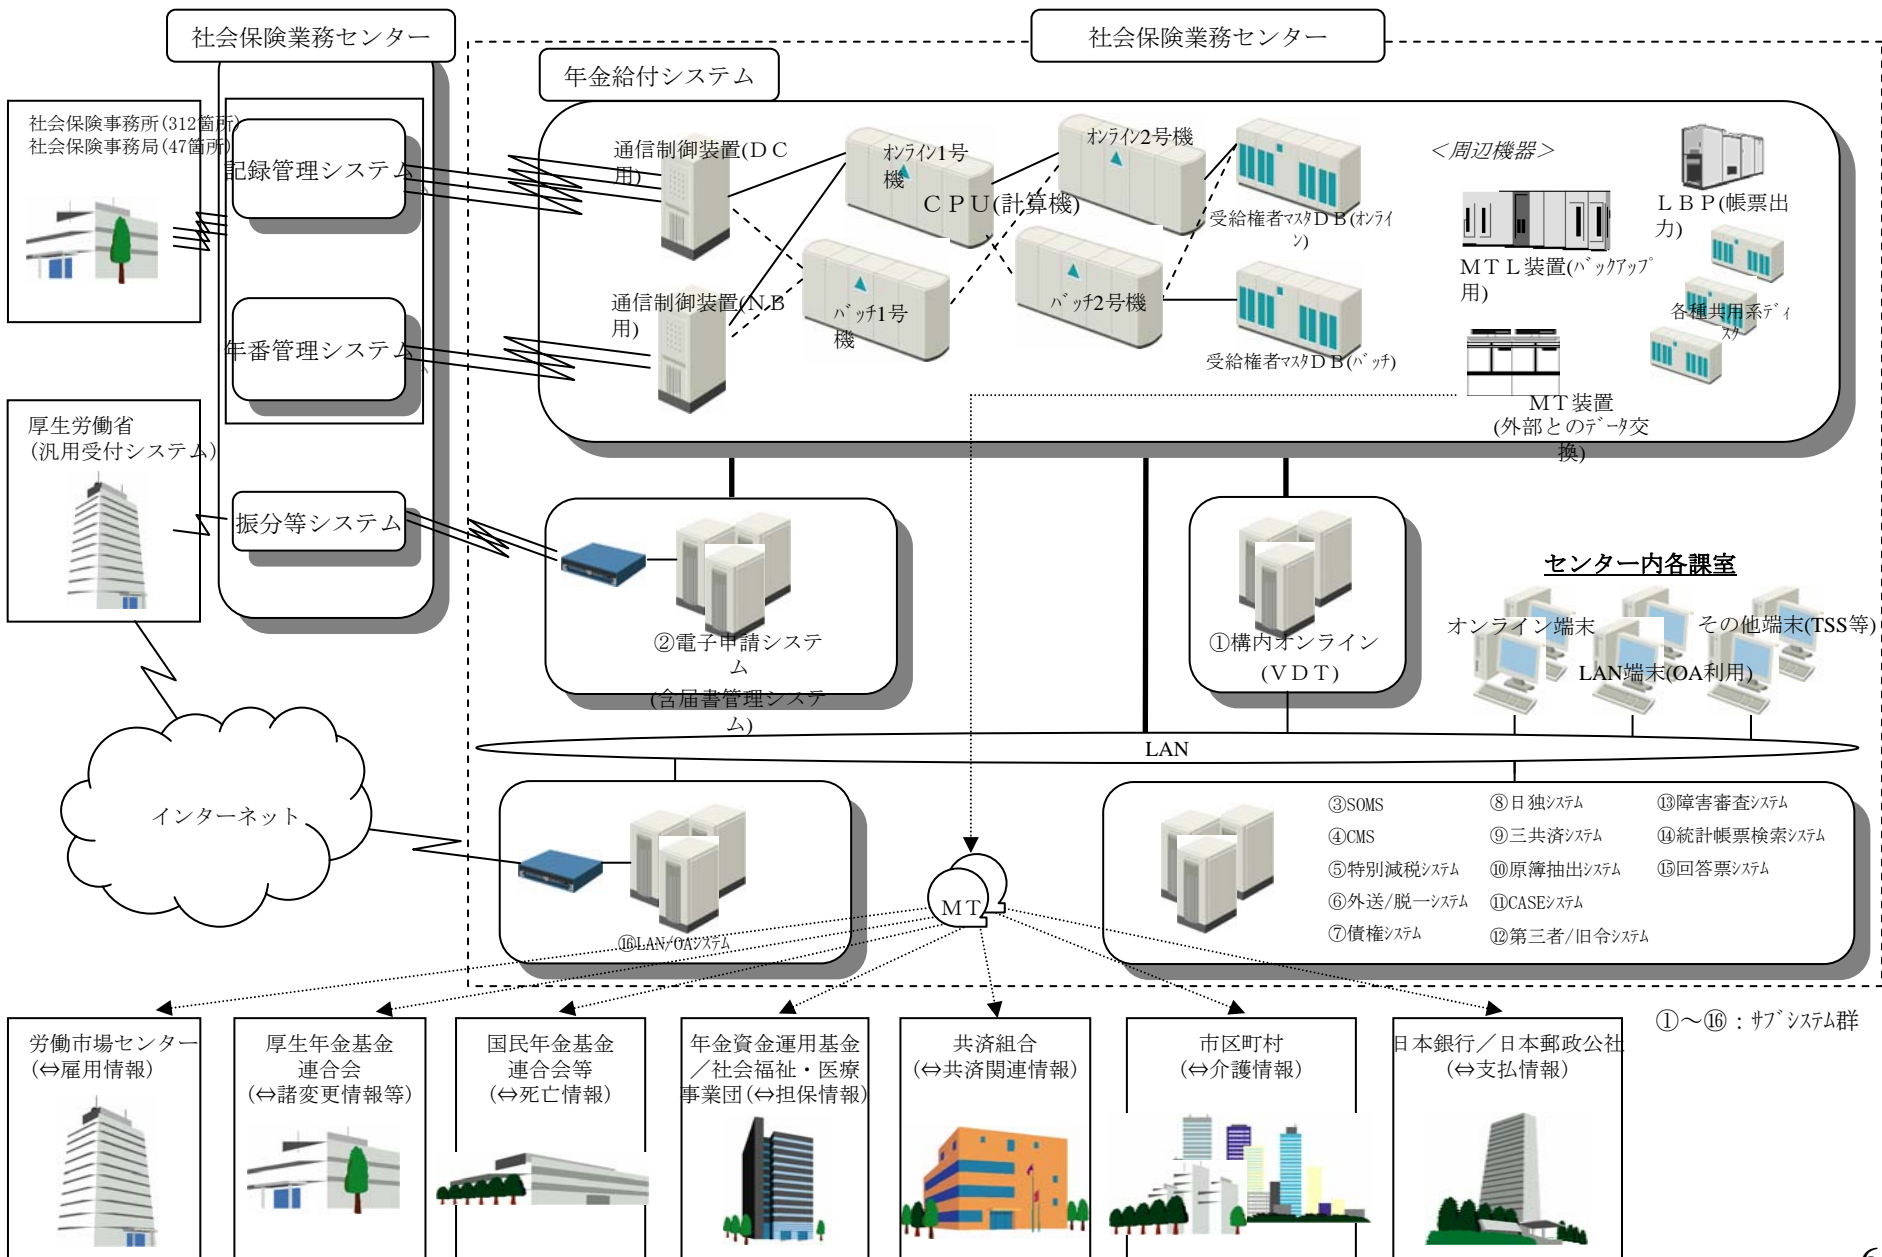 社会保険業務センター
社会保険業務センター
年金給付システム
社会保険事務所(312箇所)
社会保険事務局(47箇所)
記録管理システム
年番管理システム
振分等システム
厚生労働省
(汎用受付システム)
インターネット
通信制御装置(DC
用)
通信制御装置(NB
用)
オンライン1号
機
オンライン2号機
CPU(計算機)
バッチ1号
機
バッチ2号機
受給権者マスタDB(オンライ
ン)
受給権者マスタDB(バッチ)
<周辺機器>
LBP(帳票出
力)
MTL装置(バックアップ
用)
各種共用系ディ
スク
MT装置
(外部とのデータ交
換)
②電子申請システ
ム
(含届書管理システ
ム)
①構内オンライン
(VDT)
センター内各課室
オンライン端末
その他端末(TSS等)
LAN端末(OA利用)
LAN
⑯LAN/OAシステム
MT
③SOMS
④CMS
⑤特別減税システム
⑥外送/脱一システム
⑦債権システム
⑧日独システム
⑨三共済システム
⑩原簿抽出システム
⑪CASEシステム
⑫第三者/旧令システム
⑬障害審査システム
⑭統計帳票検索システム
⑮回答票システム
①~⑯:サブシステム群
労働市場センター
(⇔雇用情報)
厚生年金基金
連合会
(⇔諸変更情報等)
国民年金基金
連合会等
(⇔死亡情報)
年金資金運用基金
/社会福祉・医療
事業団(⇔担保情報)
共済組合
(⇔共済関連情報)
市区町村
(⇔介護情報)
日本銀行/日本郵政公社
(⇔支払情報)
6